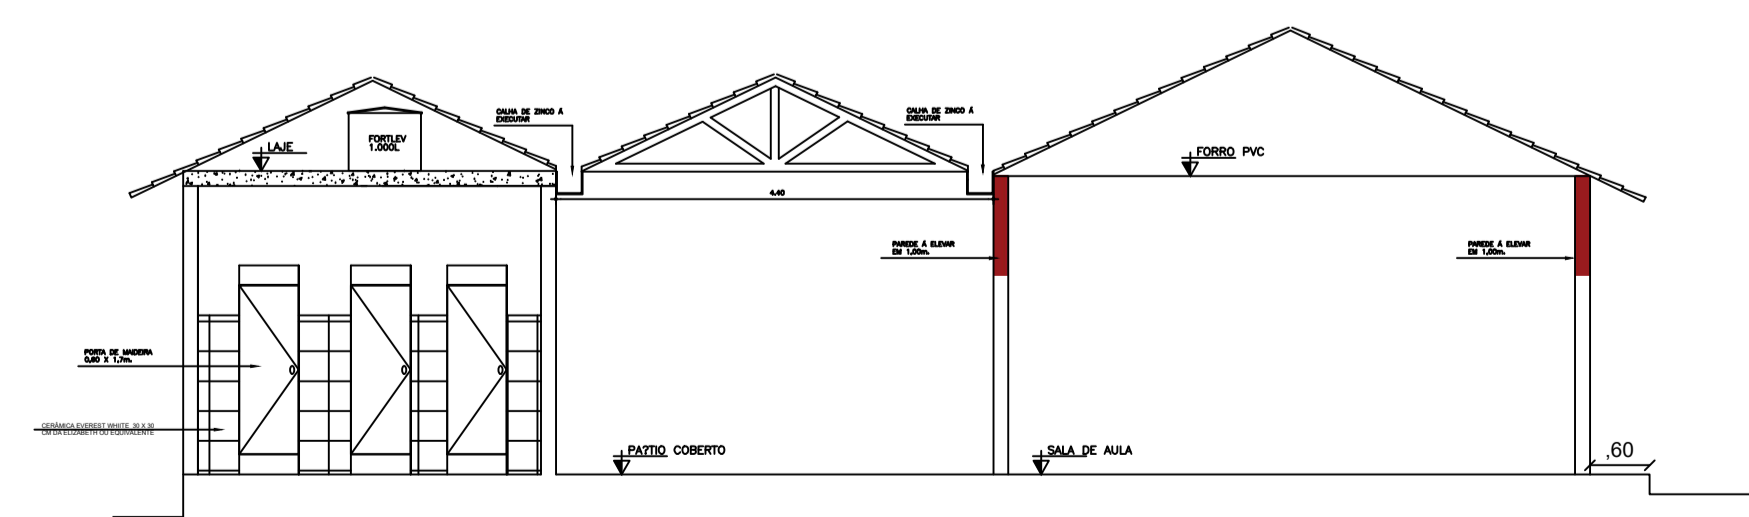 CALHA DE ZINCO Á
EXECUTAR
CALHA DE ZINCO Á
EXECUTAR
FORTLEV
1.000L
LAJE
FORRO PVC
4.40
PAREDE Á ELEVAR
EM 1,00m.
PAREDE Á ELEVAR
EM 1,00m.
PORTA DE MADEIRA
0,60 X 1,7m.
CERÂMICA EVEREST WHIITE 30 X 30
CM DA ELIZABETH OU EQUIVALENTE
PA?TIO COBERTO
SALA DE AULA
,60